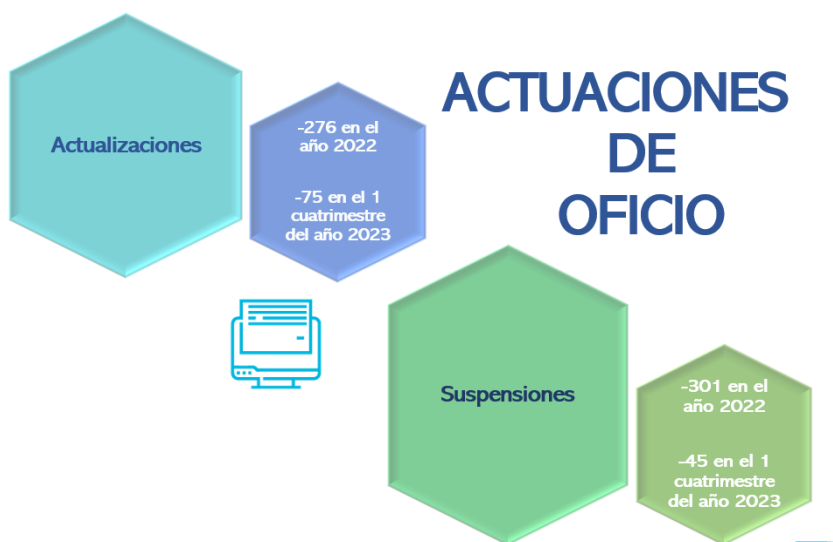 ACTUACIONES
DE
OFICIO
Actualizaciones
-276 en el
año 2022
-75 en el 1
cuatrimestre
del año 2023
Suspensiones
-301 en el
año 2022
-45 en el 1
cuatrimestre
del año 2023